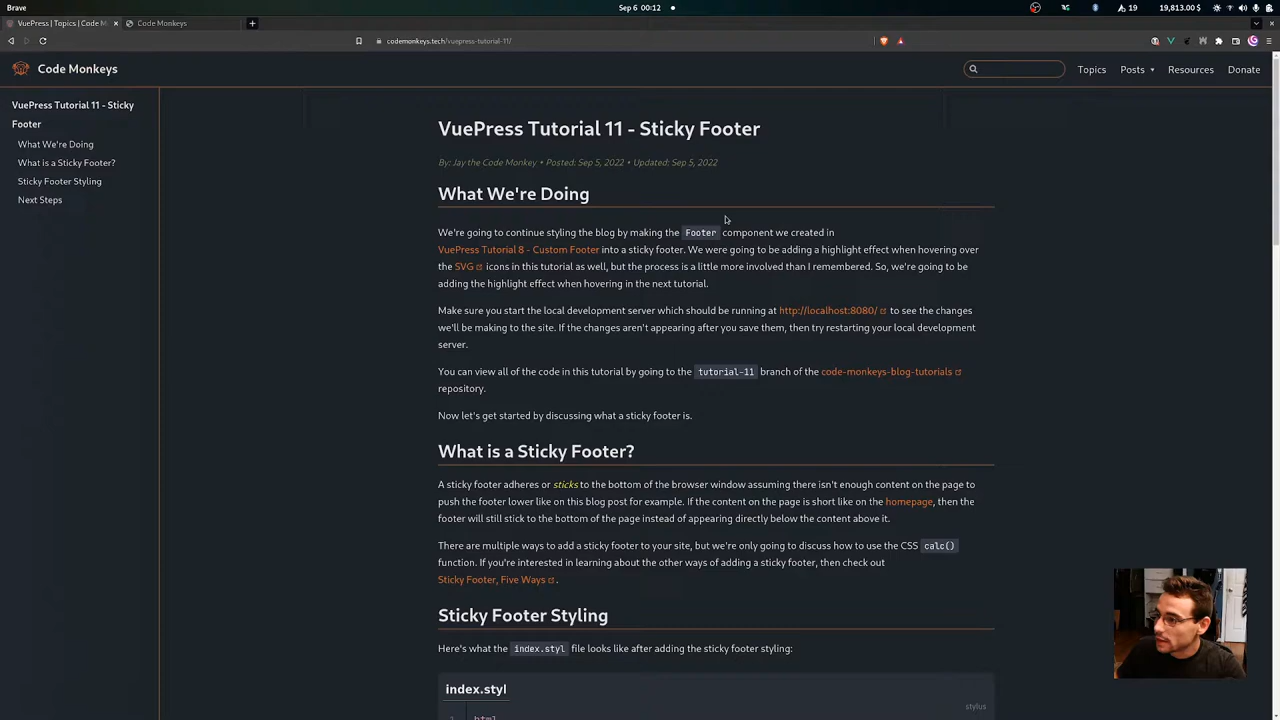 Brave
Sep 6 00:12
19
19,813.00
VuePress | Topics | Code M
Code Monkeys
codemonkeys.tech/vuepress-tutorial-11/
Code Monkeys
Topics
Posts
Resources
Donate
VuePress Tutorial 11 - Sticky
Footer
What We're Doing
What is a Sticky Footer?
Sticky Footer Styling
Next Steps
VuePress Tutorial 11 - Sticky Footer
By: Jay the Code Monkey • Posted: Sep 5, 2022 • Updated: Sep 5, 2022
What We're Doing
We're going to continue styling the blog by making the Footer component we created in
VuePress Tutorial 8 - Custom Footer into a sticky footer. We were going to be adding a highlight effect when hovering over
the SVG icons in this tutorial as well, but the process is a little more involved than I remembered. So, we're going to be
adding the highlight effect when hovering in the next tutorial.
Make sure you start the local development server which should be running at http://localhost:8080/ to see the changes
we'll be making to the site. If the changes aren't appearing after you save them, then try restarting your local development
server.
You can view all of the code in this tutorial by going to the tutorial-11 branch of the code-monkeys-blog-tutorials
repository.
Now let's get started by discussing what a sticky footer is.
What is a Sticky Footer?
A sticky footer adheres or sticks to the bottom of the browser window assuming there isn't enough content on the page to
push the footer lower like on this blog post for example. If the content on the page is short like on the homepage, then the
footer will still stick to the bottom of the page instead of appearing directly below the content above it.
There are multiple ways to add a sticky footer to your site, but we're only going to discuss how to use the CSS calc()
function. If you're interested in learning about the other ways of adding a sticky footer, then check out
Sticky Footer, Five Ways .
Sticky Footer Styling
Here's what the index.styl file looks like after adding the sticky footer styling:
index.styl
stylus
1 html